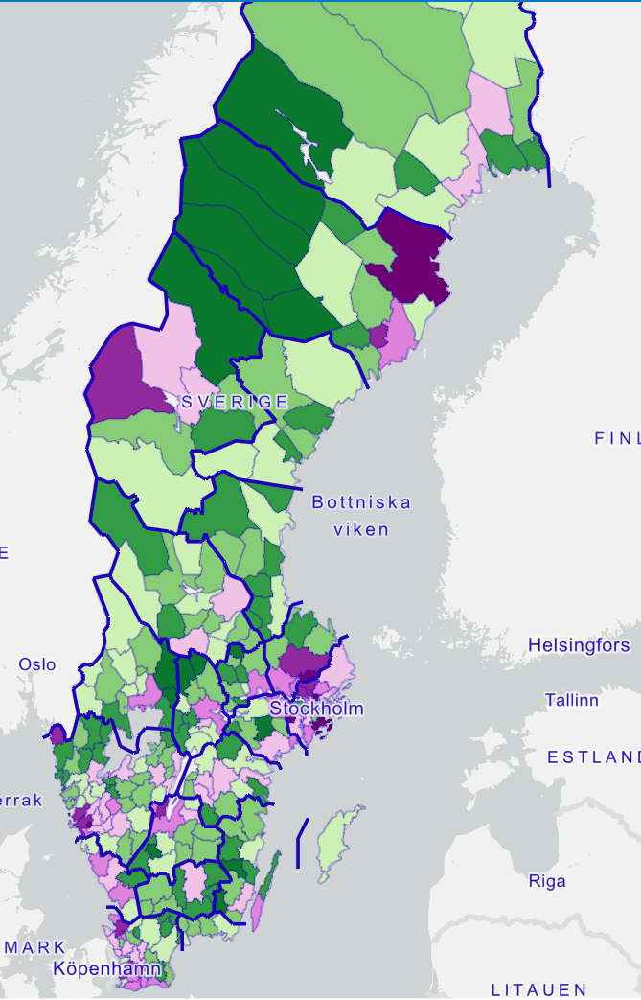 SVERIGE
FINL
Bottniska
viken
E
Helsingfors
Oslo
Tallinn
Stockholm
ESTLAND
errak
Riga
MARK
Köpenhamn
LITAUEN